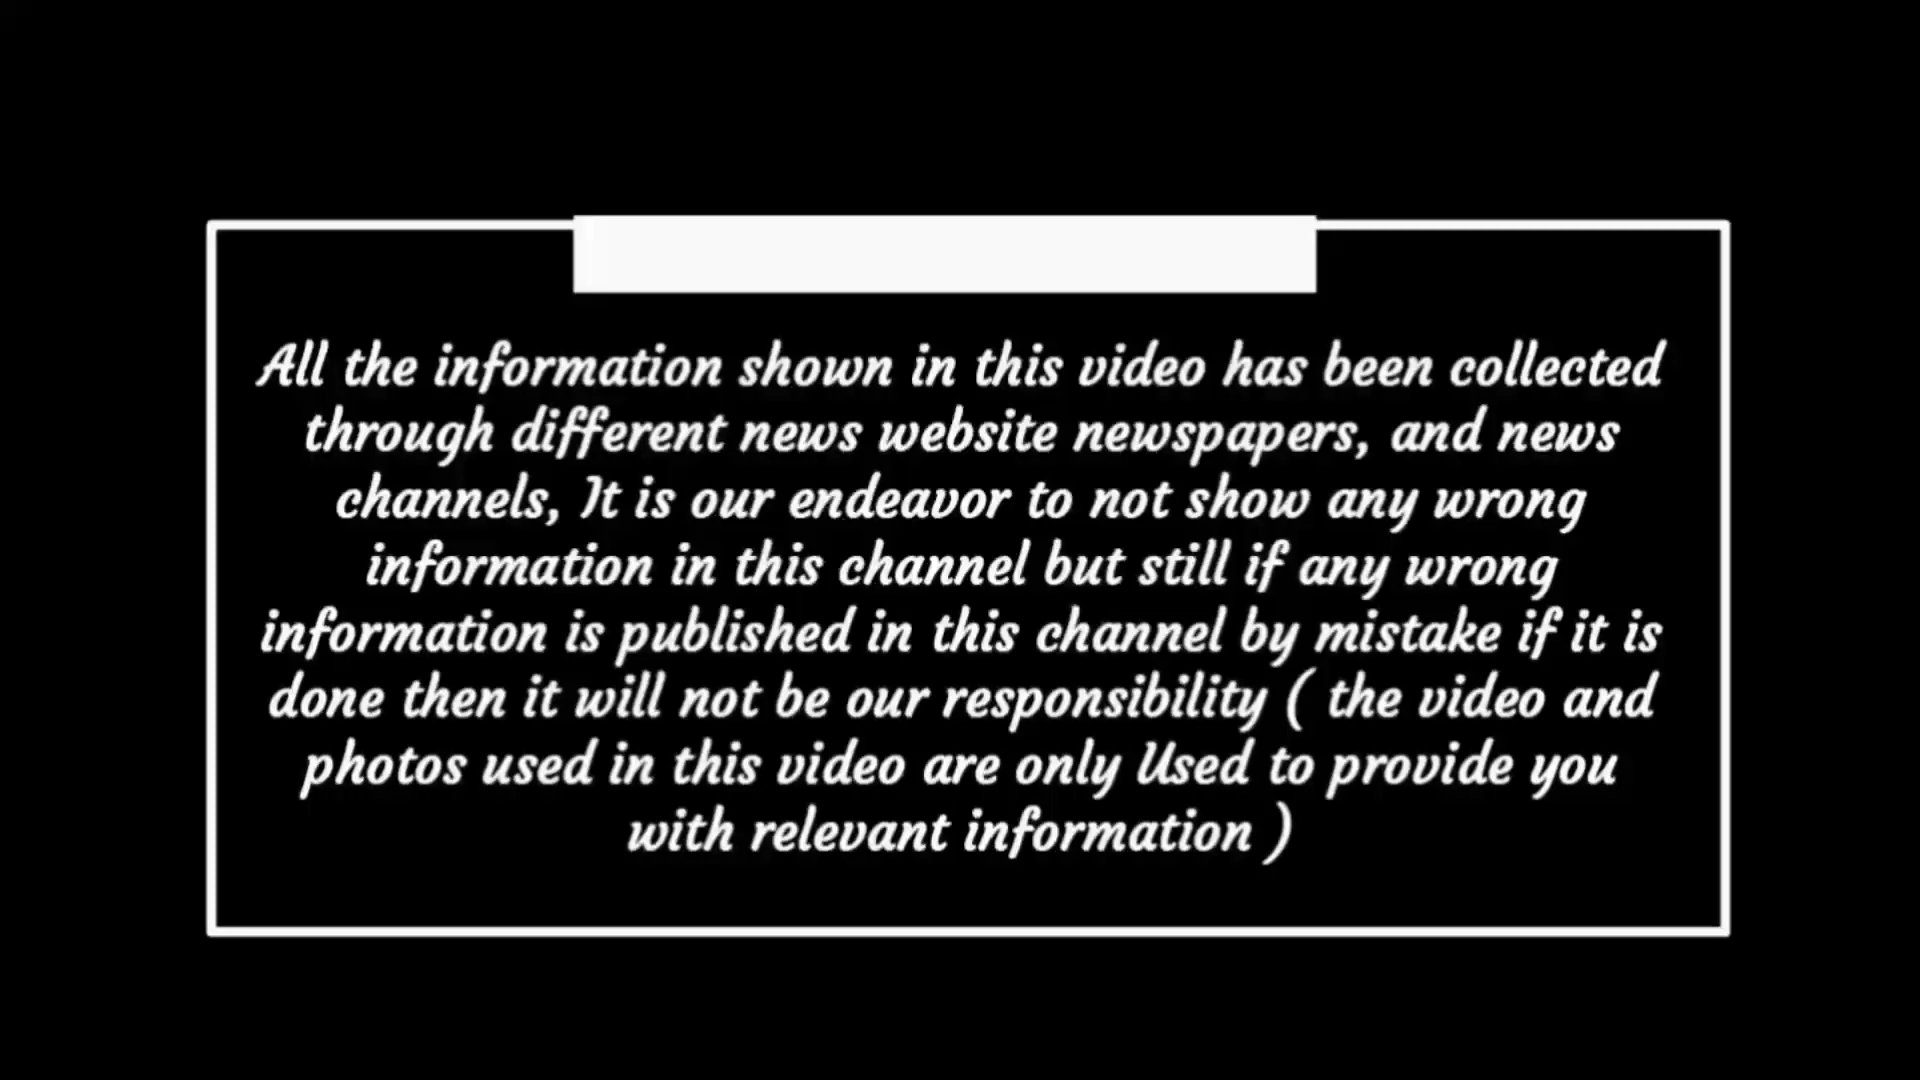 All the information shown in this video has been collected
through different news website newspapers, and news
channels, It is our endeavor to not show any wrong
information in this channel but still if any wrong
information is published in this channel by mistake if it is
done then it will not be our responsibility ( the video and
photos used in this video are only Used to provide you
with relevant information )